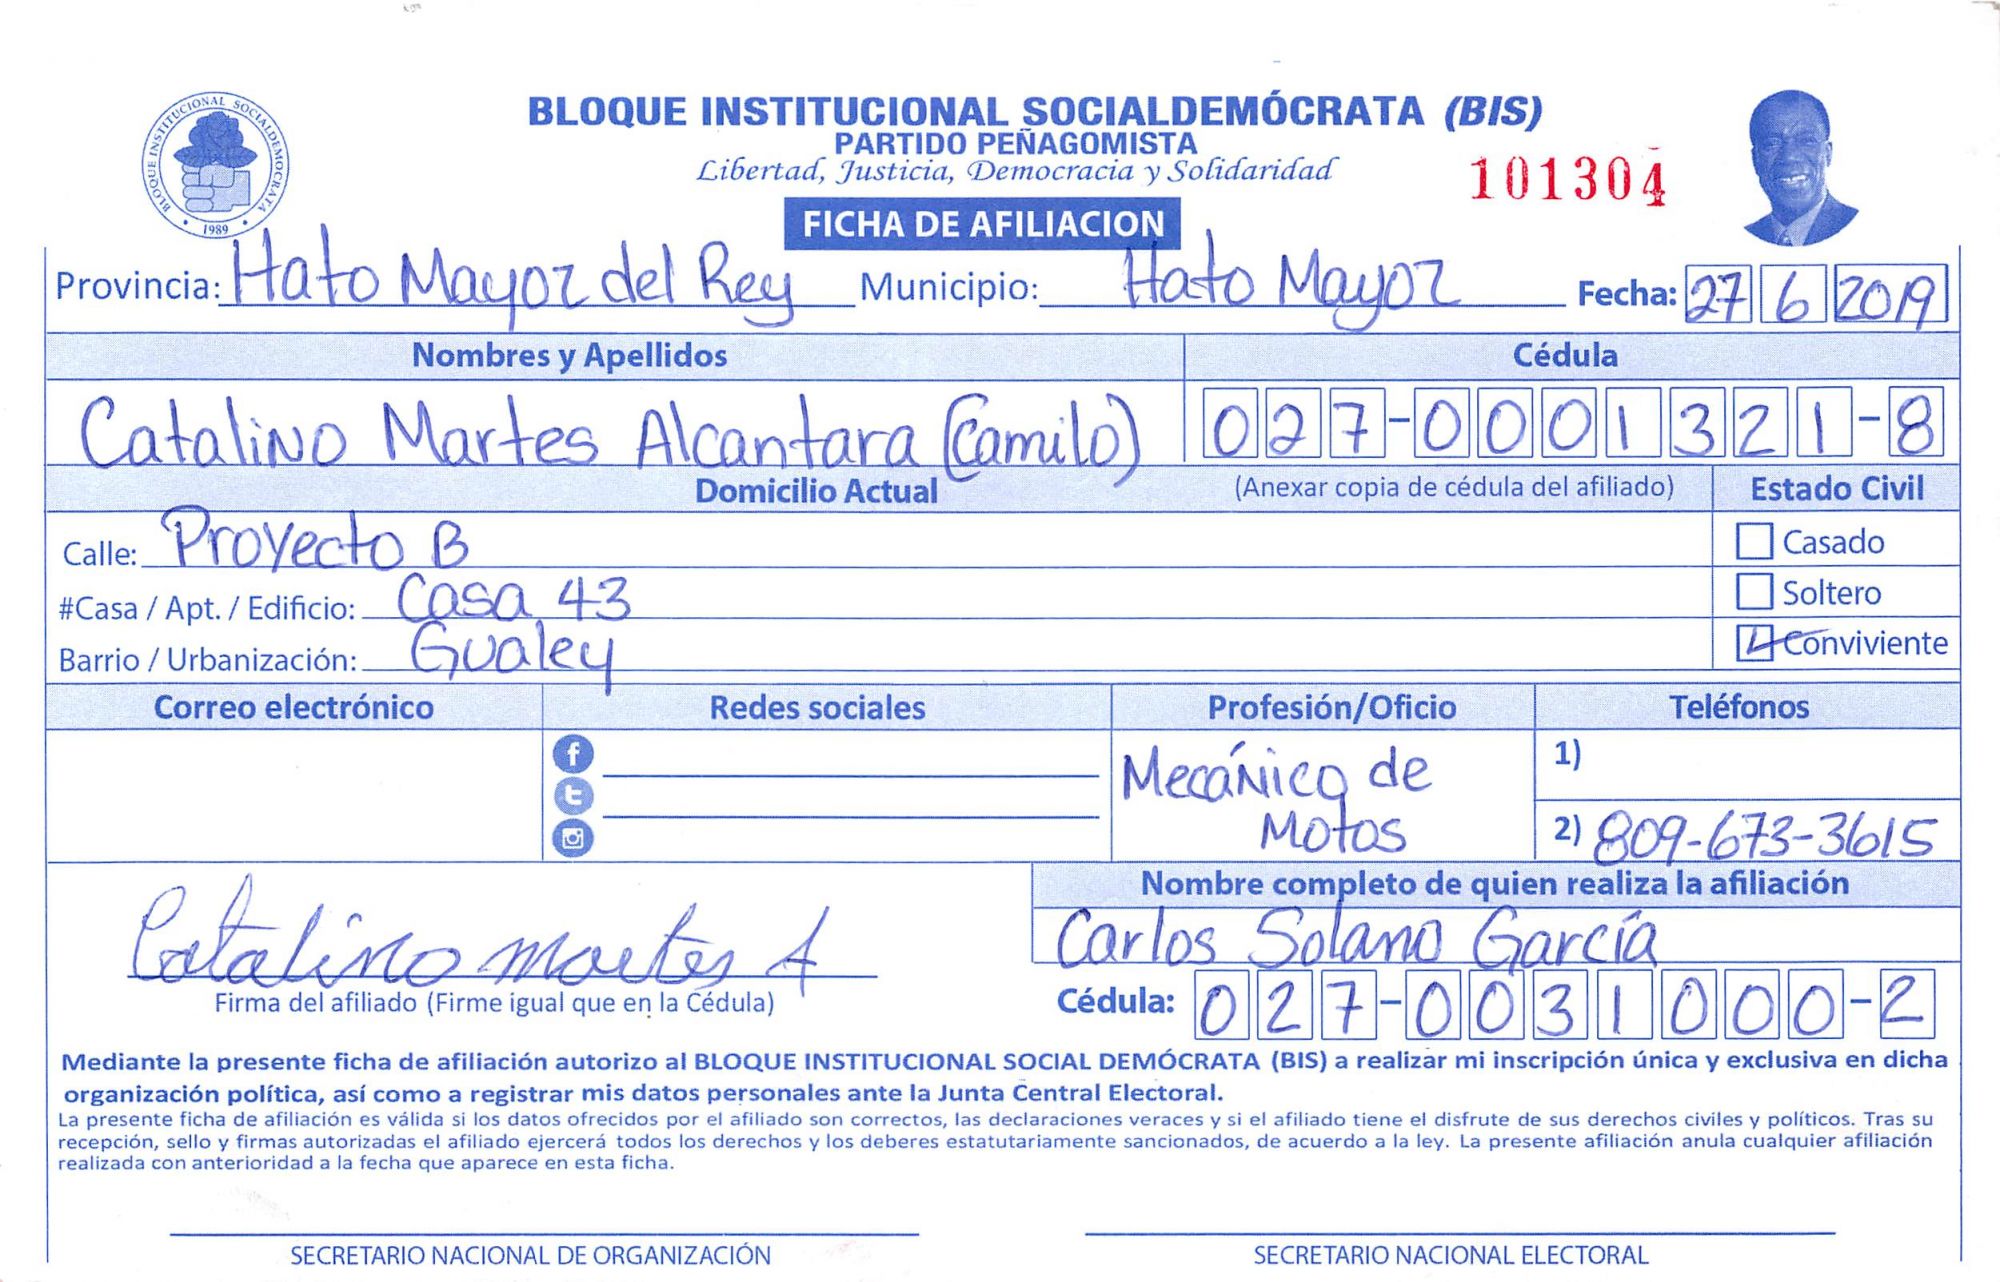 BLOQUE INSTITUCIONAL SOCIALDEMÓCRATA (BIS)
PARTIDO PEÑAGOMISTA
Libertad, Justicia, Democracia y Solidaridad
101304
BLOQUE INSTITUCIONAL SOCIALDEMOCRATA
1989
FICHA DE AFILIACION
Provincia: Hato Mayor del Rey Municipio: Hato Mayor Fecha: 27 6 2019
Nombres y Apellidos Cédula
Catalino Martes Alcantara (Camilo) 027-0001321-8
Domicilio Actual (Anexar copia de cédula del afiliado) Estado Civil
Calle: Proyecto B Casado
#Casa / Apt. / Edificio: Casa 43 Soltero
Barrio / Urbanización: Gualey Conviviente
Correo electrónico Redes sociales Profesión/Oficio Teléfonos
Mecánico de Motos
1)
2) 809-673-3615
Nombre completo de quien realiza la afiliación
Carlos Solano García
Catalino Martes A
Firma del afiliado (Firme igual que en la Cédula) Cédula: 027-0031000-2
Mediante la presente ficha de afiliación autorizo al BLOQUE INSTITUCIONAL SOCIAL DEMÓCRATA (BIS) a realizar mi inscripción única y exclusiva en dicha
organización política, así como a registrar mis datos personales ante la Junta Central Electoral.
La presente ficha de afiliación es válida si los datos ofrecidos por el afiliado son correctos, las declaraciones veraces y si el afiliado tiene el disfrute de sus derechos civiles y políticos. Tras su
recepción, sello y firmas autorizadas el afiliado ejercerá todos los derechos y los deberes estatutariamente sancionados, de acuerdo a la ley. La presente afiliación anula cualquier afiliación
realizada con anterioridad a la fecha que aparece en esta ficha.
SECRETARIO NACIONAL DE ORGANIZACIÓN SECRETARIO NACIONAL ELECTORAL